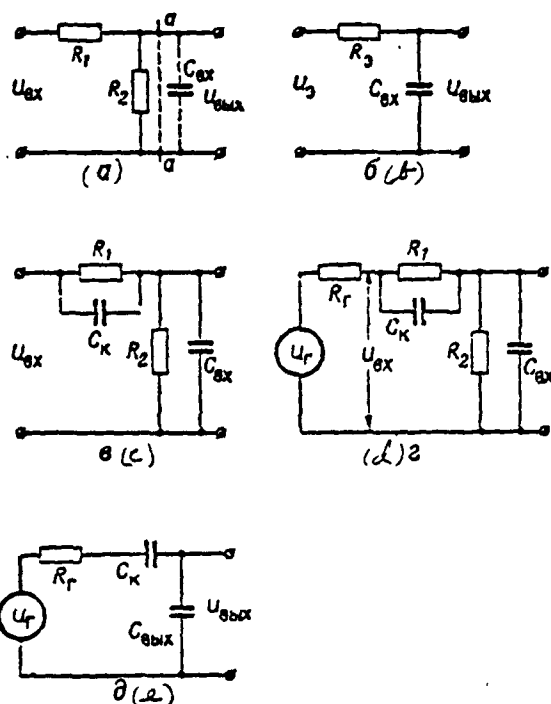 R₁
a
R₂
Cвх
Uвх
Uвых
a
(a)
Rэ
Uэ
Cвх
Uвых
б(b)
R₁
Cк
Uвх
R₂
Cвх
в(c)
Rг
R₁
Cк
Uг
Uвх
R₂
Cвх
(d)г
Rг
Cк
Uг
Cвых
Uвых
д(e)